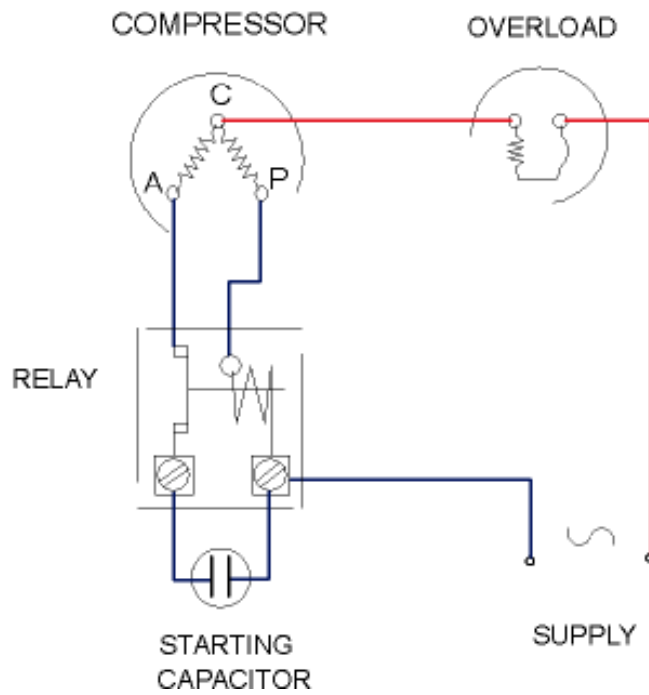 COMPRESSOR
OVERLOAD
C
A
P
RELAY
STARTING
CAPACITOR
SUPPLY